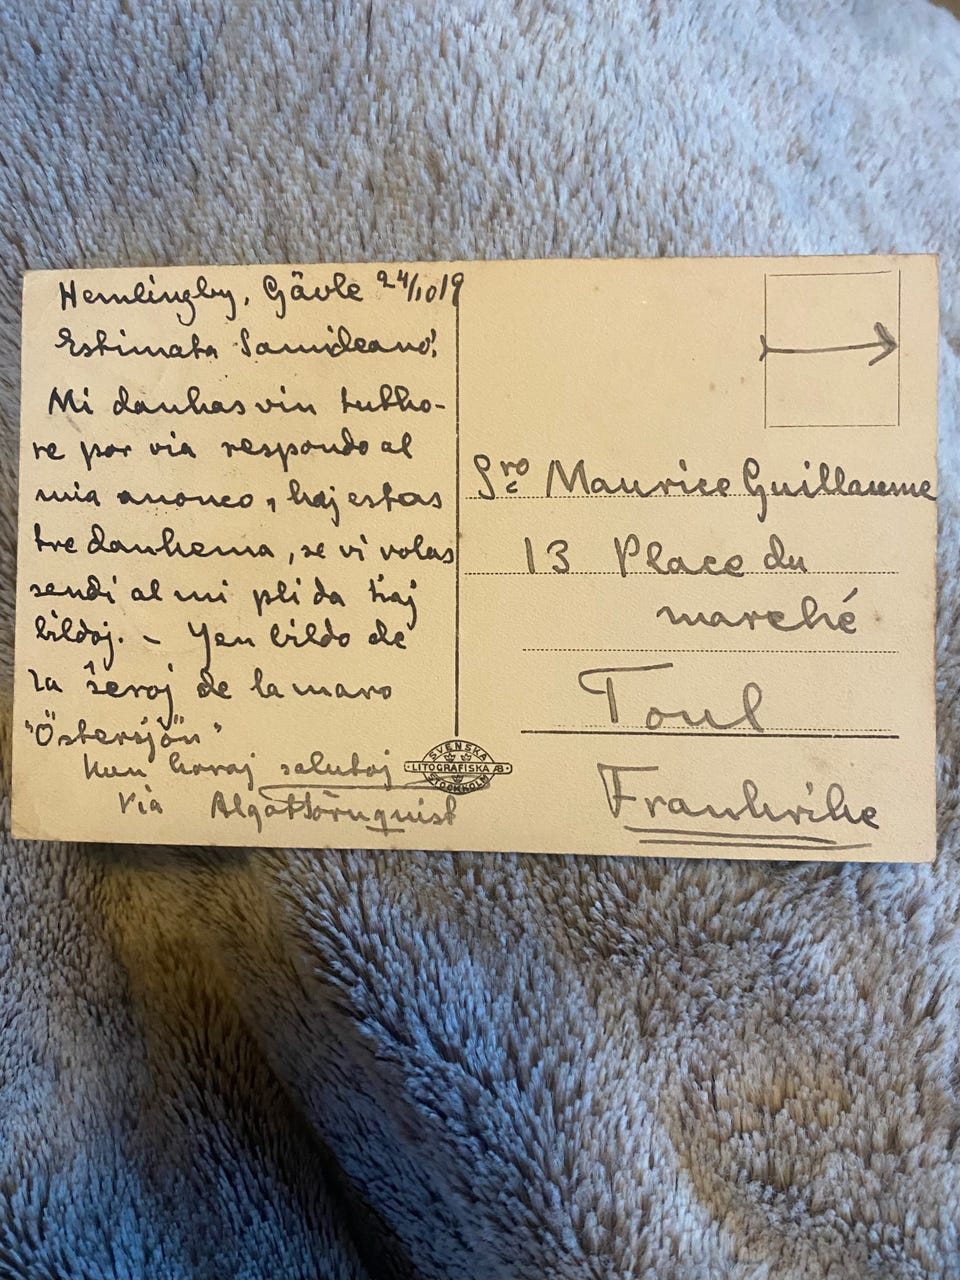 Hemlingby, Gävle 24/10 19
Estimata Samideano!
Mi dankas vin tutko-
re por via respondo al
mia anonco, kaj estas
tre dankema, se vi volas
sendi al mi pli da tiaj
bildoj. – Jen bildo de
la ŝeroj de la maro
"Östersjön"
Kun koraj salutoj
Via Algot Törnquist
SVENSKA
LITOGRAFISKA AB
STOCKHOLM
Sro Maurice Guillaume
13 Place du
marché
Toul
Frankrike